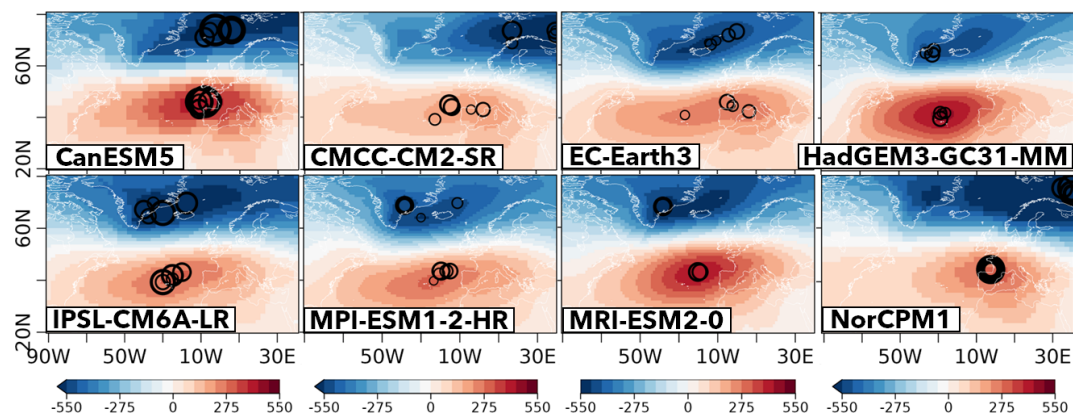 60N
20N
CanESM5
CMCC-CM2-SR
EC-Earth3
HadGEM3-GC31-MM
60N
20N
IPSL-CM6A-LR
MPI-ESM1-2-HR
MRI-ESM2-0
NorCPM1
90W 50W 10W 30E 50W 10W 30E 50W 10W 30E 50W 10W 30E
-550 -275 0 275 550 -550 -275 0 275 550 -550 -275 0 275 550 -550 -275 0 275 550